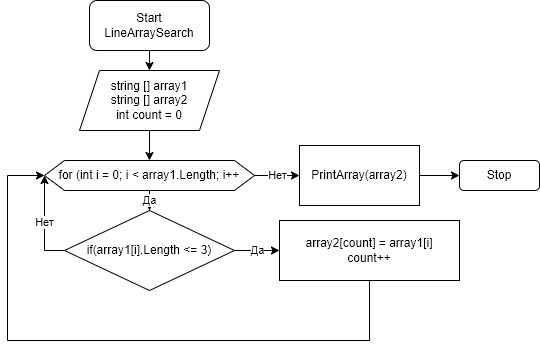 Start
LineArraySearch
string [] array1
string [] array2
int count = 0
for (int i = 0; i < array1.Length; i++
Нет
PrintArray(array2)
Stop
Да
Нет
if(array1[i].Length <= 3)
Да
array2[count] = array1[i]
count++